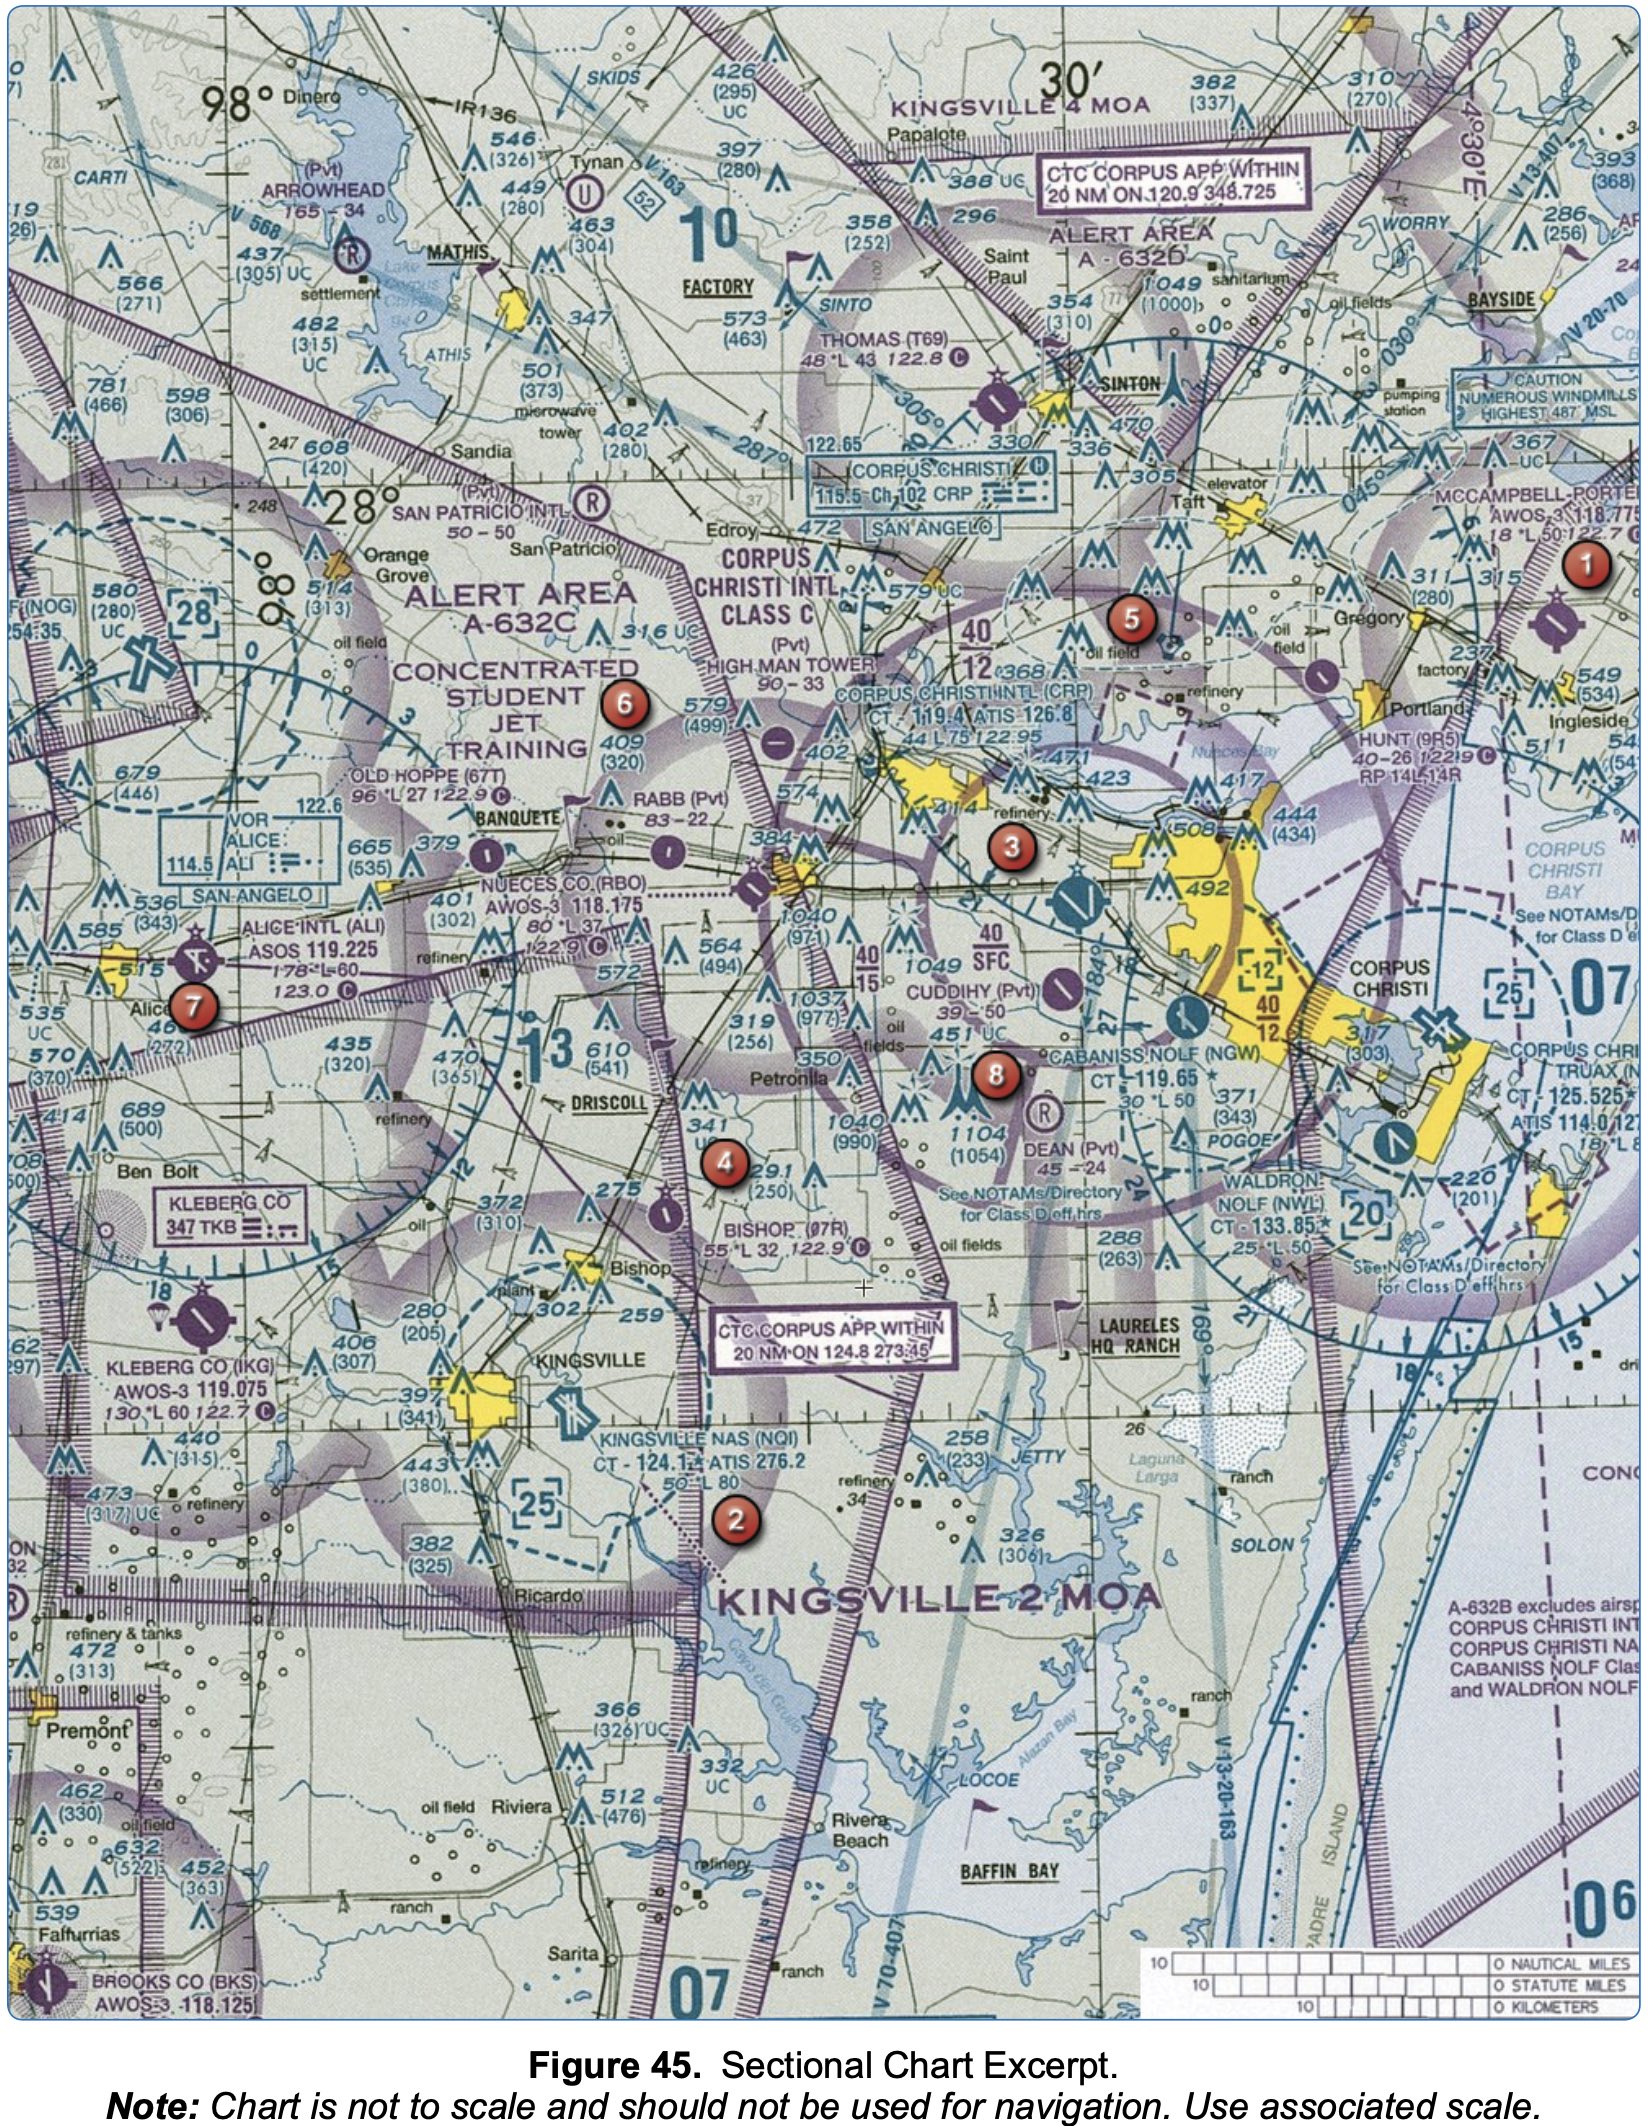 SKIDS
426
(295)
UC
30'
382
(337)
310
(270)
KINGSVILLE 4 MOA
98°
Dinero
IR136
546
(326)
Tynan
V 163
397
(280)
Papalote
388 UC
CTC CORPUS APP WITHIN
20 NM ON 120.9 348.725
4°30'E
V 13-407
393
(368)
281
CARTI
(Pvt)
ARROWHEAD
165 - 34
R
449
(280)
U
52
10
463
(304)
358
(252)
296
ALERT AREA
A - 632D
WORRY
286
(256)
V 568
437
(305) UC
MATHIS
Saint
Paul
sanitarium
566
(271)
settlement
Lake
Corpus
Christi
FACTORY
SINTO
354
(310)
77
1049
(1000)
oil fields
BAYSIDE
482
(315)
UC
347
573
(463)
THOMAS (T69)
48 *L 43 122.8 C
030°
V 20-70
ATHIS
501
(373)
305°
SINTON
CAUTION
NUMEROUS WINDMILLS
HIGHEST 487' MSL
781
(466)
598
(306)
microwave
tower
402
(280)
287°
pumping
station
247
608
(420)
Sandia
122.65
330
336
470
367
UC
CORPUS CHRISTI H
115.5 Ch 102 CRP
SAN ANGELO
305
elevator
Taft
045°
28°
248
(Pvt)
SAN PATRICIO INTL
50 - 50
R
37
Edroy
472
MCCAMPBELL-PORTE
AWOS-3 118.775
18 *L 50 122.7 C
San Patricio
Orange
Grove
514
(313)
CORPUS
CHRISTI INTL
CLASS C
579 UC
1
580
(280)
UC
28
ALERT AREA
A-632C
316 UC
40
12
5
311
(280)
315
Gregory
F (NOG)
54.35
oil field
CONCENTRATED
STUDENT
JET
TRAINING
6
(Pvt)
HIGH MAN TOWER
90 - 33
368
oil field
oil
field
237
factory
549
(534)
0
3
579
(499)
CORPUS CHRISTI INTL (CRP)
CT - 119.4 ATIS 126.8
44 L 75 122.95
refinery
Portland
Ingleside
409
(320)
402
Nueces Bay
HUNT (9R5)
40 - 26 122.9 C
RP 14L, 14R
511
679
(446)
OLD HOPPE (67T)
96 *L 27 122.9 C
471
423
417
122.6
VOR
ALICE
114.5 ALI
SAN ANGELO
RABB (Pvt)
83 - 22
574
414
refinery
444
(434)
BANQUETE
oil
384
508
CORPUS
CHRISTI
BAY
665
(535)
379
3
492
536
(343)
401
(302)
NUECES CO (RBO)
AWOS-3 118.175
80 *L 37
122.9 C
21
See NOTAMs/D
for Class D ef
585
ALICE INTL (ALI)
ASOS 119.225
178 *L 60
123.0 C
refinery
564
(494)
1040
(971)
40
SFC
1049
40
15
12
25
07
CORPUS
CHRISTI
515
Alice
7
572
CUDDIHY (Pvt)
39 - 50
184°
40
12
535
UC
46
(272)
13
319
(256)
1037
(977)
oil
fields
451 UC
27
317
(303)
570
(370)
435
(320)
470
(365)
610
(541)
350
Petronila
8
CABANISS NOLF (NGW)
CT - 119.65 *
30 *L 50
CORPUS CHRI
TRUAX (N
CT - 125.525*
ATIS 114.0 127
18 *L 8
414
689
(500)
refinery
DRISCOLL
341
UC
1040
(990)
R
371
(343)
POGOE
1104
(1054)
DEAN (Pvt)
45 - 24
Ben Bolt
12
4
291
(250)
KLEBERG CO
347 TKB
372
(310)
275
See NOTAMs/Directory
for Class D eff hrs
24
WALDRON
NOLF (NWL)
CT - 133.85 *
25 *L 50
20
220
(201)
oil
BISHOP (07R)
55 *L 32 122.9 C
oil fields
288
(263)
18
15
Bishop
See NOTAMs/Directory
for Class D eff hrs
plant
302
259
280
(205)
CTC CORPUS APP WITHIN
20 NM ON 124.8 273.45
LAURELES
HQ RANCH
169°
21
15
18
406
(307)
KLEBERG CO (IKG)
AWOS-3 119.075
130 *L 60 122.7 C
KINGSVILLE
397
(341)
26
440
(315)
443
(380)
KINGSVILLE NAS (NQI)
CT - 124.1 * ATIS 276.2
50 *L 80
258
(233)
JETTY
Laguna
Larga
ranch
473
(317) UC
refinery
25
2
refinery
34
CONC
382
(325)
326
(306)
SOLON
Ricardo
KINGSVILLE 2 MOA
A-632B excludes airsp
CORPUS CHRISTI INT
CORPUS CHRISTI NA
CABANISS NOLF Clas
and WALDRON NOLF
refinery & tanks
472
(313)
Cayo del Grullo
ranch
Premont
366
(326) UC
Alazan Bay
V 13-20-163
332
UC
LOCOE
462
(330)
oil field
oil field
Riviera
512
(476)
Rivera
Beach
632
(522)
452
(363)
refinery
BAFFIN BAY
PADRE ISLAND
539
ranch
Falfurrias
V 70-407
06
Sarita
BROOKS CO (BKS)
AWOS-3 118.125
07
ranch
10 0 NAUTICAL MILES
10 0 STATUTE MILES
10 0 KILOMETERS
Figure 45. Sectional Chart Excerpt.
Note: Chart is not to scale and should not be used for navigation. Use associated scale.